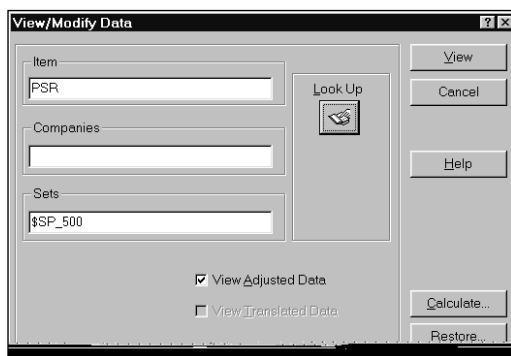 View/Modify Data
Item
PSR
Look Up
Companies
Sets
$SP_500
View Adjusted Data
View Translated Data
View
Cancel
Help
Calculate...
Restore...